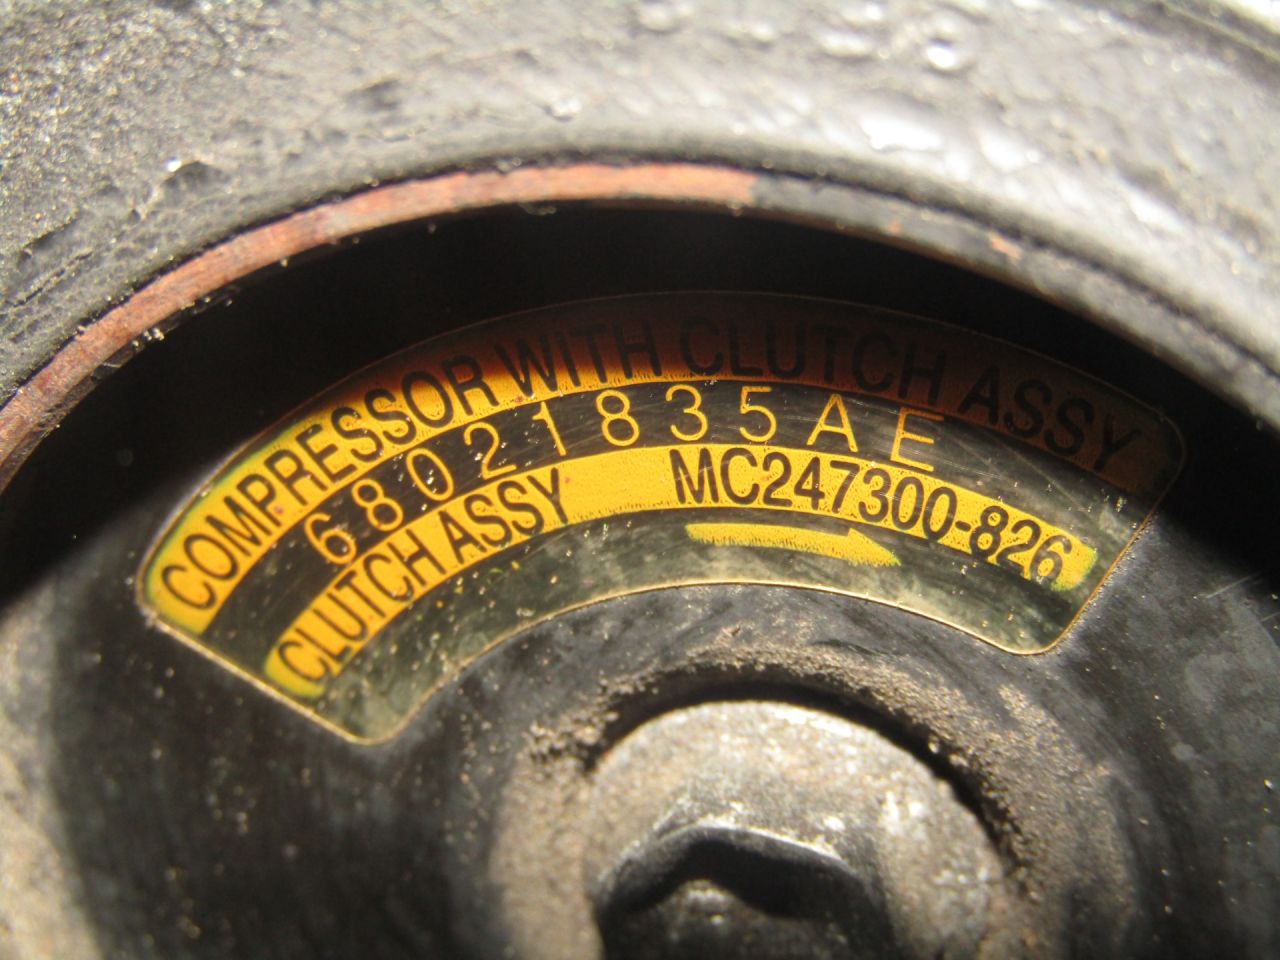 COMPRESSOR WITH CLUTCH ASSY
68021835AE
CLUTCH ASSY MC247300-826